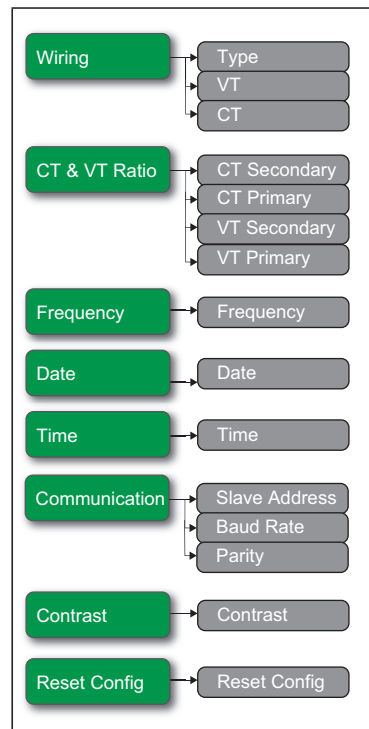 Wiring
Type
VT
CT
CT & VT Ratio
CT Secondary
CT Primary
VT Secondary
VT Primary
Frequency
Frequency
Date
Date
Time
Time
Communication
Slave Address
Baud Rate
Parity
Contrast
Contrast
Reset Config
Reset Config